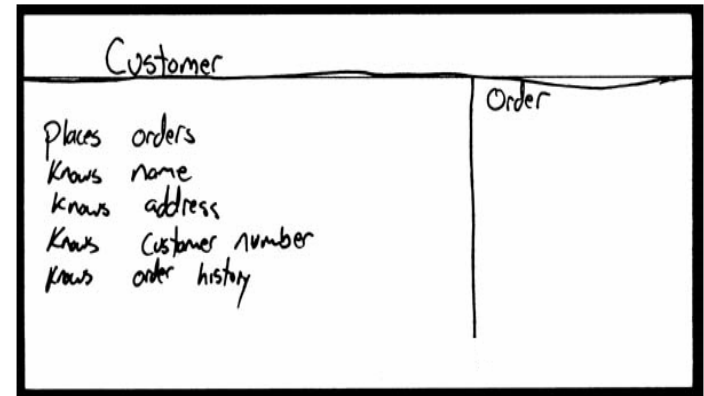 Customer
Order
Places orders
Knows name
Knows address
Knows Customer number
Knows order history